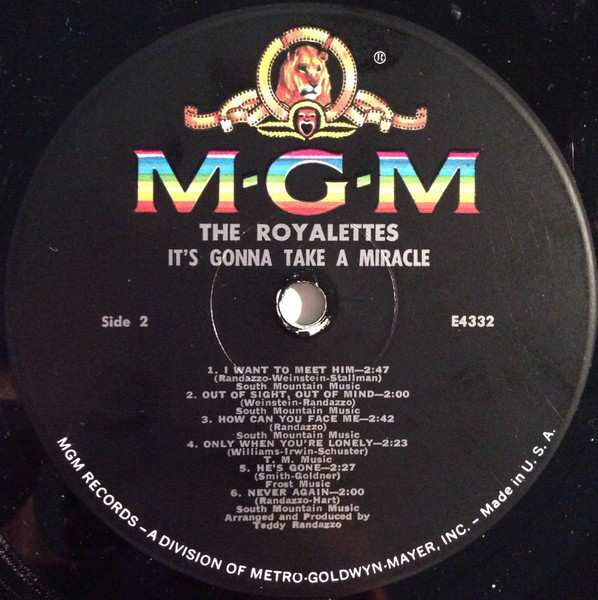 ®
M·G·M
THE ROYALETTES
IT'S GONNA TAKE A MIRACLE
Side 2
E4332
1. I WANT TO MEET HIM—2:47
(Randazzo-Weinstein-Stallman)
South Mountain Music
2. OUT OF SIGHT, OUT OF MIND—2:00
(Weinstein-Randazzo)
South Mountain Music
3. HOW CAN YOU FACE ME—2:42
(Randazzo)
South Mountain Music
4. ONLY WHEN YOU'RE LONELY—2:23
(Williams-Irwin-Schuster)
T. M. Music
5. HE'S GONE—2:27
(Smith-Goldner)
Frost Music
6. NEVER AGAIN—2:00
(Randazzo-Hart)
South Mountain Music
Arranged and Produced by
Teddy Randazzo
MGM RECORDS – A DIVISION OF METRO-GOLDWYN-MAYER, INC. – Made in U. S. A.